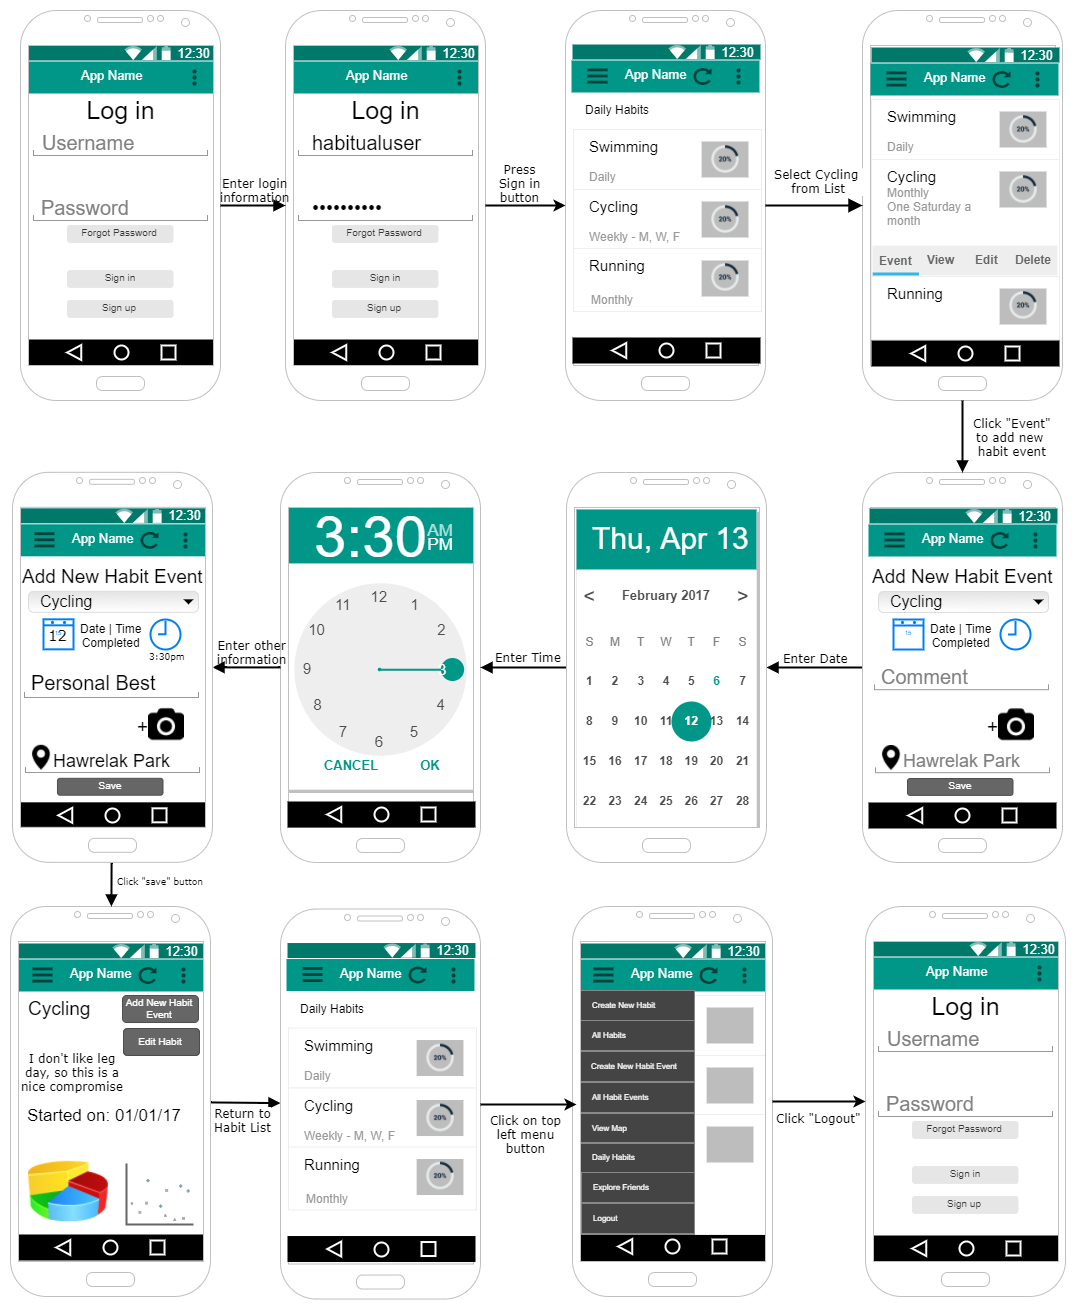 12:30
App Name
Log in
Username
Password
Forgot Password
Sign in
Sign up
Enter login
information
12:30
App Name
Log in
habitualuser
••••••••••
Forgot Password
Sign in
Sign up
Press
Sign in
button
12:30
App Name
Daily Habits
Swimming
20%
Daily
Cycling
20%
Weekly - M, W, F
Running
20%
Monthly
Select Cycling
from List
12:30
App Name
Swimming
20%
Daily
Cycling
20%
Monthly
One Saturday a
month
Event View Edit Delete
Running
20%
Click "Event"
to add new
habit event
12:30
App Name
Add New Habit Event
Cycling
15
Date | Time
Completed
Comment
+
Hawrelak Park
Save
Enter Date
Thu, Apr 13
< February 2017 >
S M T W T F S
1 2 3 4 5 6 7
8 9 10 11 12 13 14
15 16 17 18 19 20 21
22 23 24 25 26 27 28
Enter Time
3:30 AM
PM
12
11 1
10 2
9 3
8 4
7 5
6
CANCEL OK
Enter other
information
12:30
App Name
Add New Habit Event
Cycling
12
Date | Time
Completed
3:30pm
Personal Best
+
Hawrelak Park
Save
Click "save" button
12:30
App Name
Cycling
Add New Habit
Event
Edit Habit
I don't like leg
day, so this is a
nice compromise
Started on: 01/01/17
Return to
Habit List
12:30
App Name
Daily Habits
Swimming
20%
Daily
Cycling
20%
Weekly - M, W, F
Running
20%
Monthly
Click on top
left menu
button
12:30
App Name
Create New Habit
All Habits
Create New Habit Event
All Habit Events
View Map
Daily Habits
Explore Friends
Logout
Click "Logout"
12:30
App Name
Log in
Username
Password
Forgot Password
Sign in
Sign up